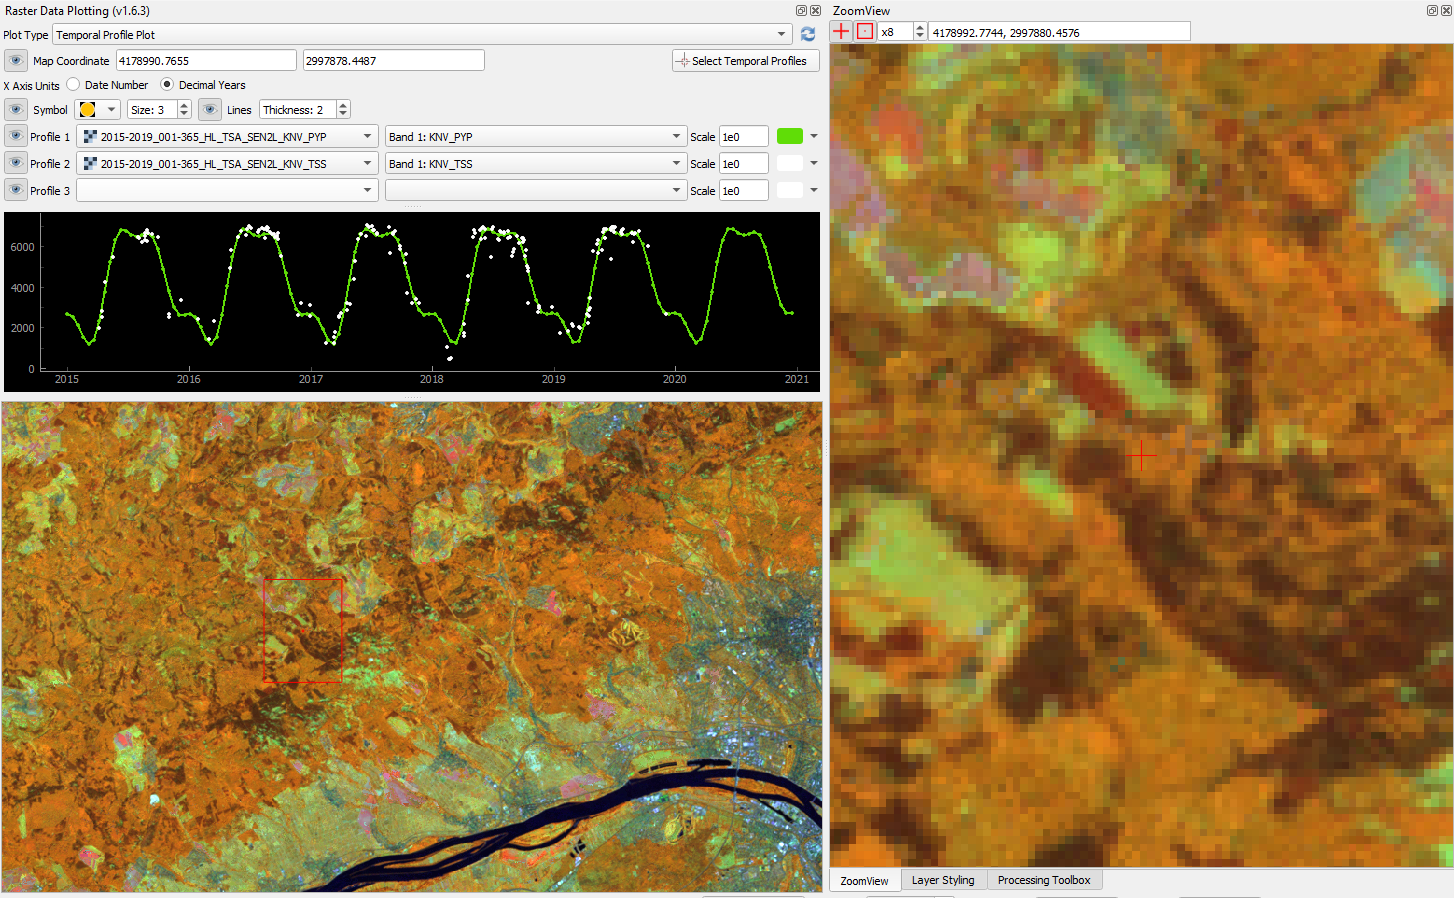 Raster Data Plotting (v1.6.3)
Plot Type Temporal Profile Plot
Map Coordinate 4178990.7655 2997878.4487 Select Temporal Profiles
X Axis Units Date Number Decimal Years
Symbol Size: 3 Lines Thickness: 2
Profile 1 2015-2019_001-365_HL_TSA_SEN2L_KNV_PYP Band 1: KNV_PYP Scale 1e0
Profile 2 2015-2019_001-365_HL_TSA_SEN2L_KNV_TSS Band 1: KNV_TSS Scale 1e0
Profile 3 Scale 1e0
6000
4000
2000
0
2015 2016 2017 2018 2019 2020 2021
ZoomView
x8 4178992.7744, 2997880.4576
ZoomView Layer Styling Processing Toolbox